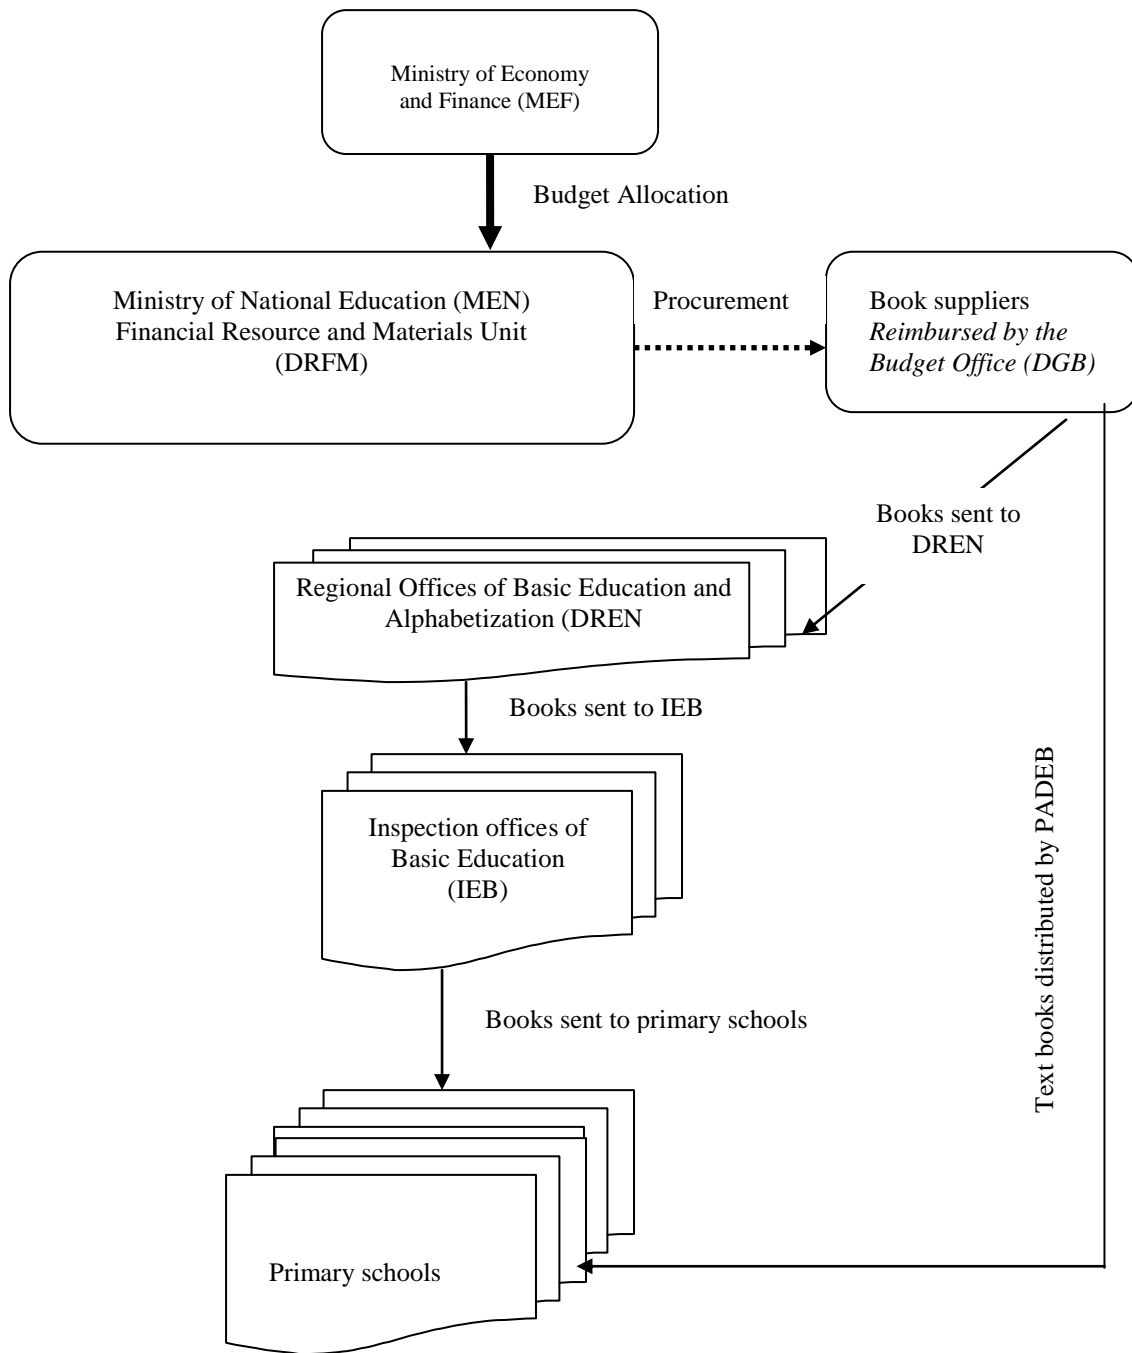 Ministry of Economy
and Finance (MEF)
Budget Allocation
Ministry of National Education (MEN)
Financial Resource and Materials Unit
(DRFM)
Procurement
Book suppliers
Reimbursed by the
Budget Office (DGB)
Books sent to
DREN
Regional Offices of Basic Education and
Alphabetization (DREN
Books sent to IEB
Inspection offices of
Basic Education
(IEB)
Text books distributed by PADEB
Books sent to primary schools
Primary schools